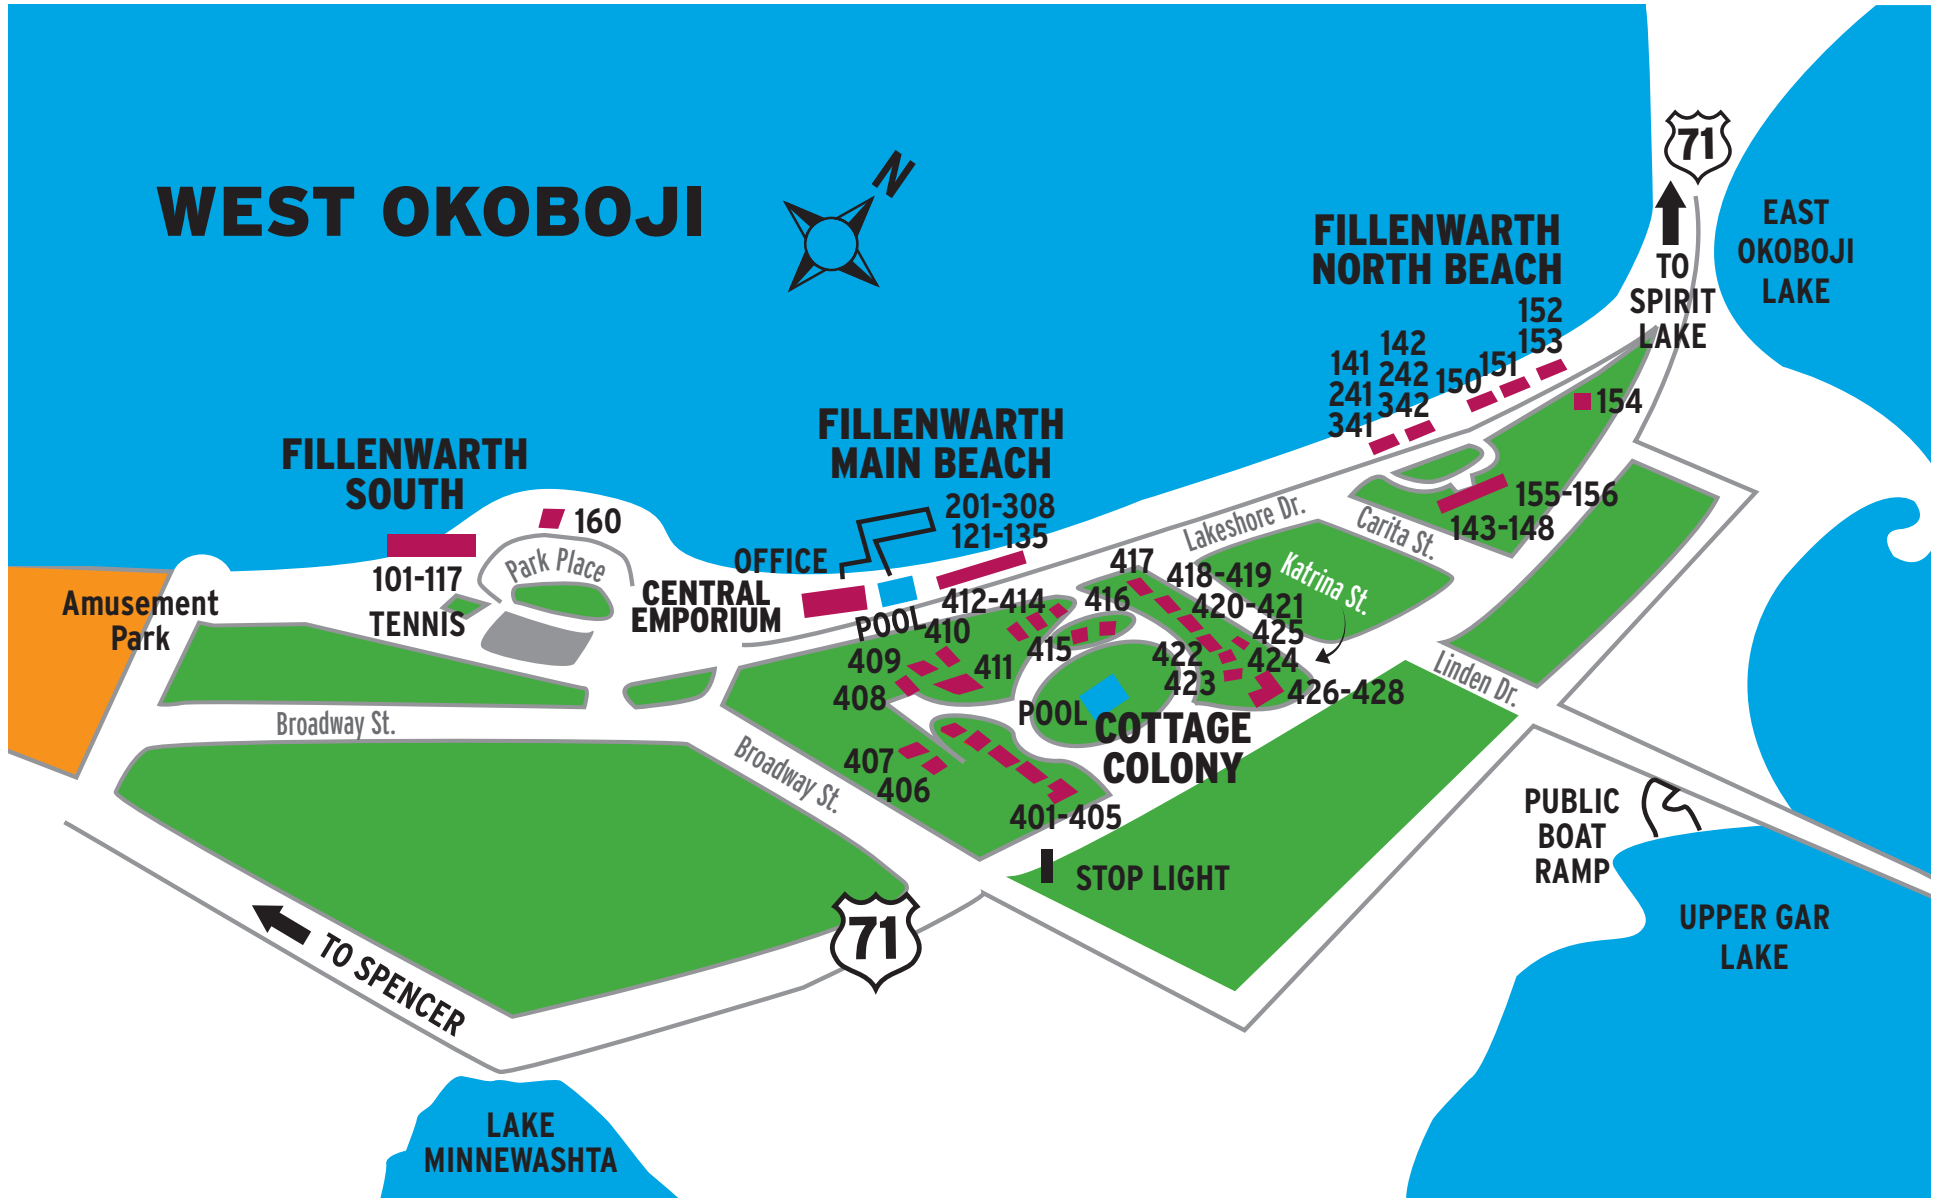 WEST OKOBOJI
N
71
EAST
OKOBOJI
LAKE
TO
SPIRIT
LAKE
FILLENWARTH
NORTH BEACH
152
153
142
242
342
141
241
341
150
151
154
155-156
143-148
FILLENWARTH
MAIN BEACH
201-308
121-135
FILLENWARTH
SOUTH
160
101-117
TENNIS
Park Place
OFFICE
CENTRAL
EMPORIUM
POOL
Amusement
Park
Lakeshore Dr.
Carita St.
Katrina St.
Linden Dr.
417
418-419
420-421
425
424
422
423
426-428
412-414
416
415
410
409
411
408
POOL
COTTAGE
COLONY
407
406
401-405
Broadway St.
Broadway St.
STOP LIGHT
71
TO SPENCER
PUBLIC
BOAT
RAMP
UPPER GAR
LAKE
LAKE
MINNEWASHTA